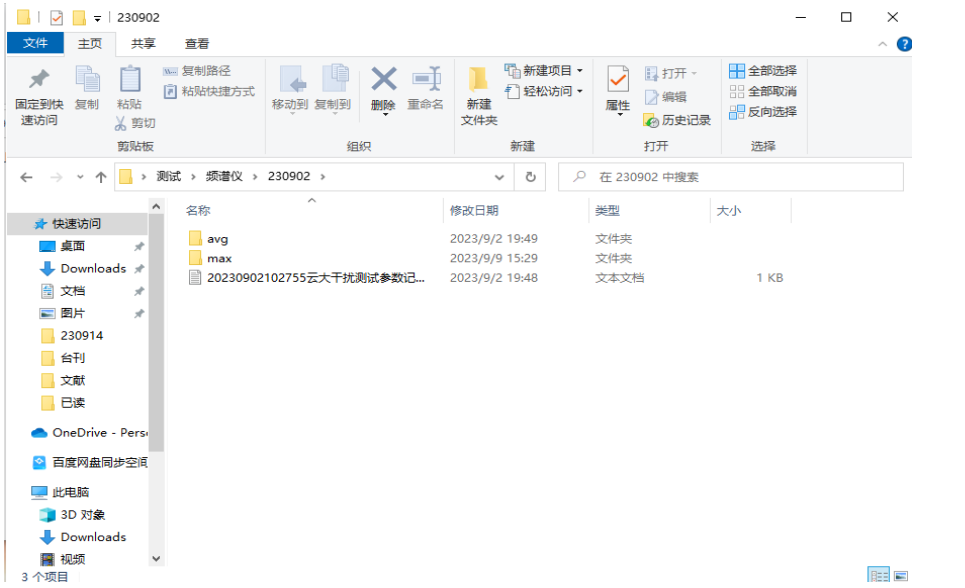 230902
文件 主页 共享 查看
固定到快速访问
复制
粘贴
复制路径
粘贴快捷方式
剪切
剪贴板
移动到
复制到
删除
重命名
组织
新建文件夹
新建项目
轻松访问
新建
属性
打开
编辑
历史记录
打开
全部选择
全部取消
反向选择
选择
测试 › 频谱仪 › 230902 ›
在 230902 中搜索
名称 修改日期 类型 大小
avg 2023/9/2 19:49 文件夹
max 2023/9/9 15:29 文件夹
20230902102755云大干扰测试参数记... 2023/9/2 19:48 文本文档 1 KB
快速访问
桌面
Downloads
文档
图片
230914
台刊
文献
已读
OneDrive - Pers
百度网盘同步空间
此电脑
3D 对象
Downloads
视频
3 个项目